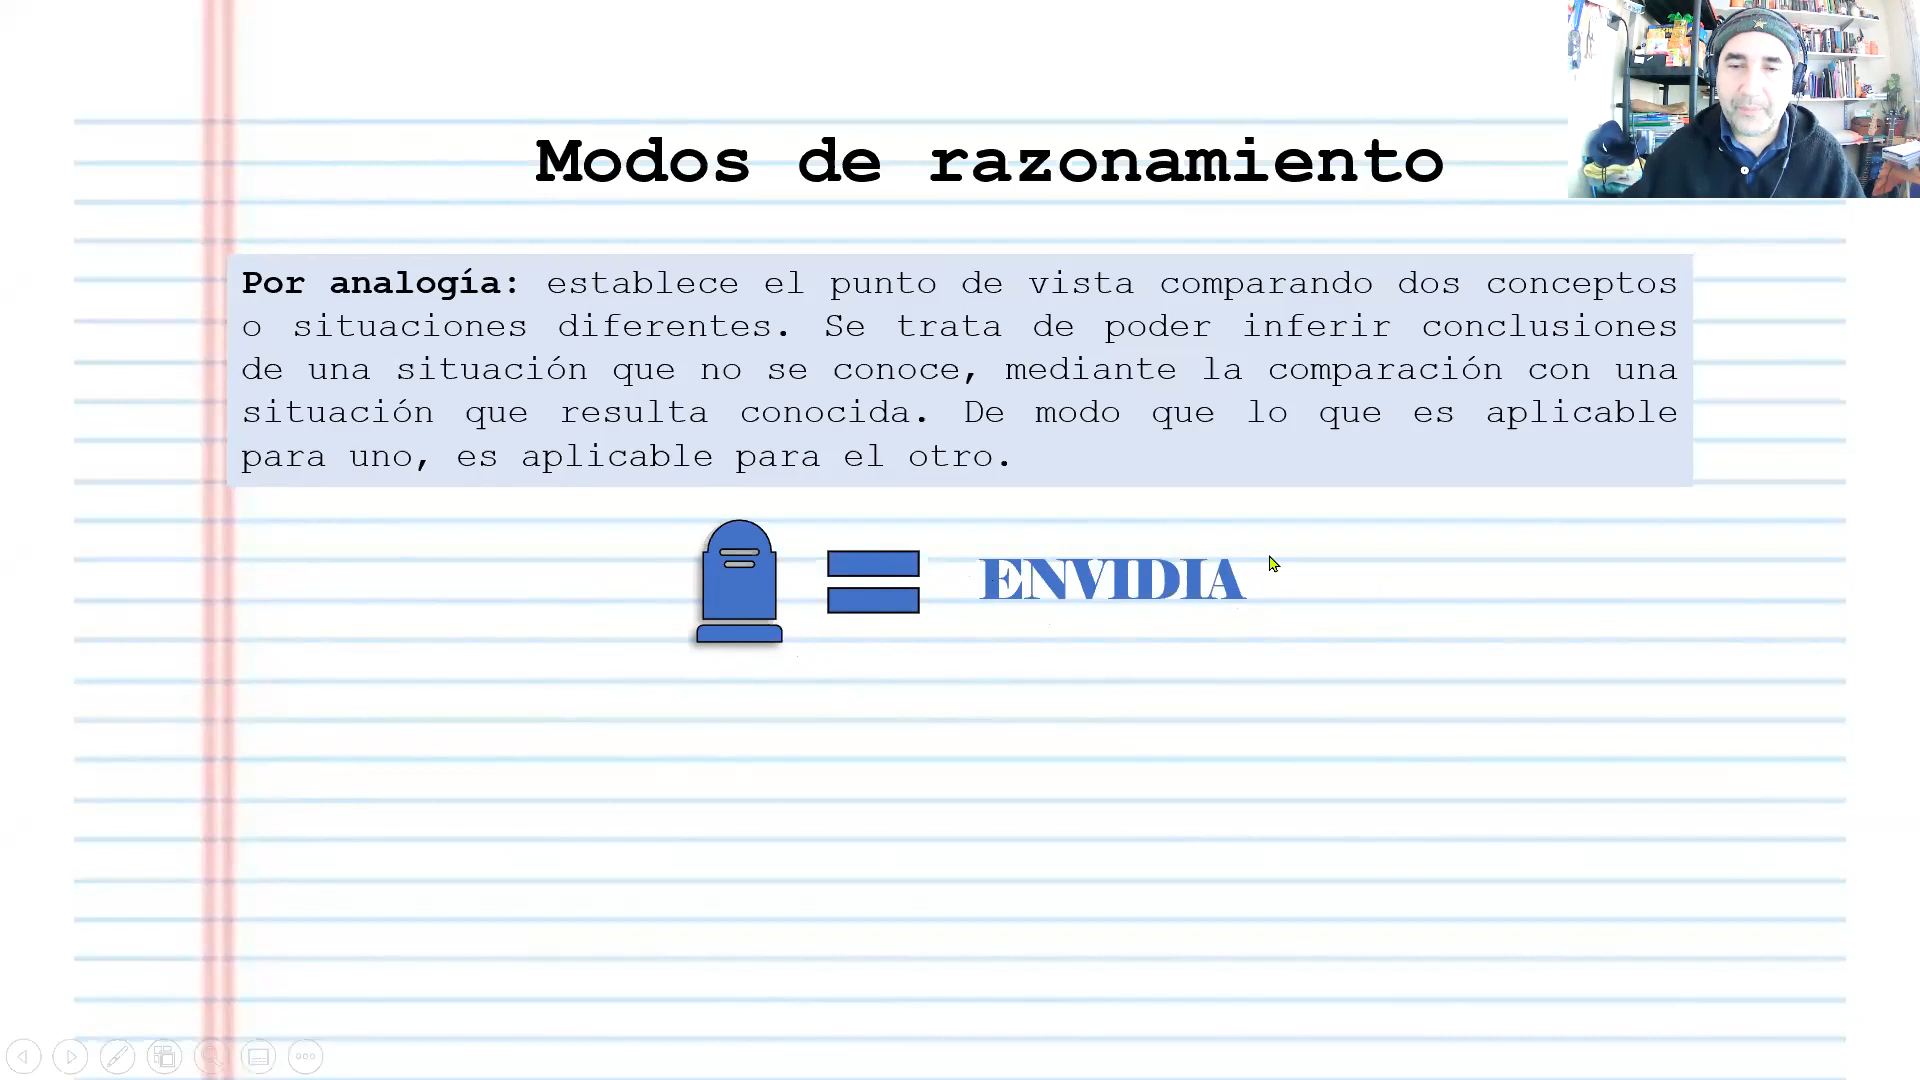 Modos de razonamiento
Por analogía: establece el punto de vista comparando dos conceptos
o situaciones diferentes. Se trata de poder inferir conclusiones
de una situación que no se conoce, mediante la comparación con una
situación que resulta conocida. De modo que lo que es aplicable
para uno, es aplicable para el otro.
ENVIDIA